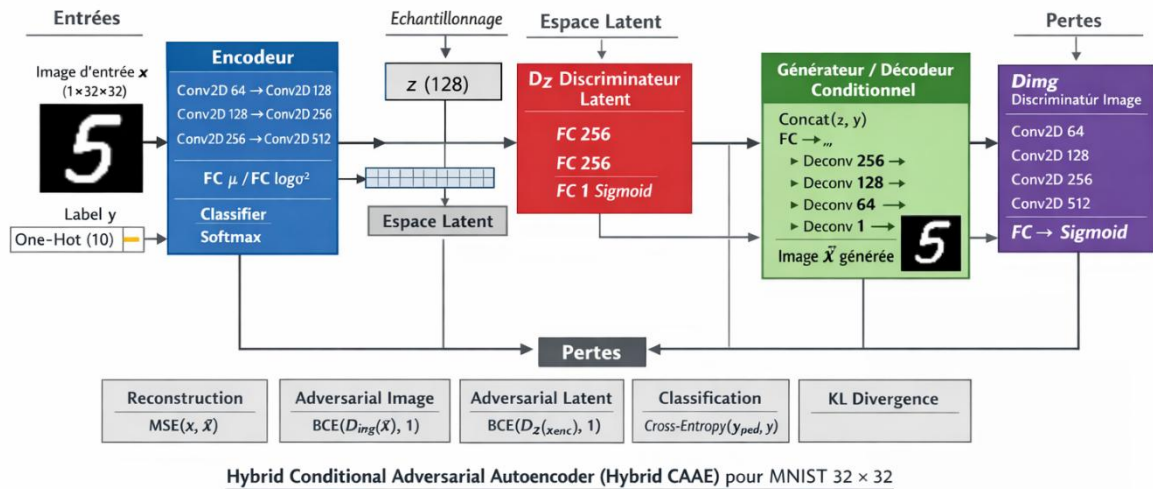 Entrées
Echantillonnage
Espace Latent
Pertes
Image d'entrée x
(1×32×32)
Label y
One-Hot (10)
Encodeur
Conv2D 64 → Conv2D 128
Conv2D 128 → Conv2D 256
Conv2D 256 → Conv2D 512
FC μ / FC logσ²
Classifier
Softmax
z (128)
Espace Latent
Dz Discriminateur
Latent
FC 256
FC 256
FC 1 Sigmoid
Générateur / Décodeur
Conditionnel
Concat(z, y)
FC → ,,,
▸ Deconv 256 →
▸ Deconv 128 →
▸ Deconv 64 →
▸ Deconv 1 →
Image x̃ générée
Dimg
Discriminatúr Image
Conv2D 64
Conv2D 128
Conv2D 256
Conv2D 512
FC → Sigmoid
Pertes
Reconstruction
MSE(x, x̃)
Adversarial Image
BCE(Ding(x̃), 1)
Adversarial Latent
BCE(D2(xenc), 1)
Classification
Cross-Entropy(yped, y)
KL Divergence
Hybrid Conditional Adversarial Autoencoder (Hybrid CAAE) pour MNIST 32 × 32